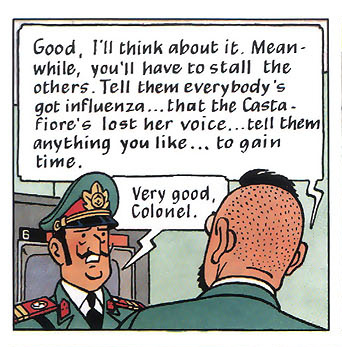 Good, I'll think about it. Mean-
while, you'll have to stall the
others. Tell them everybody's
got influenza...that the Casta-
fiore's lost her voice...tell them
anything you like... to gain
time.
Very good,
Colonel.
6